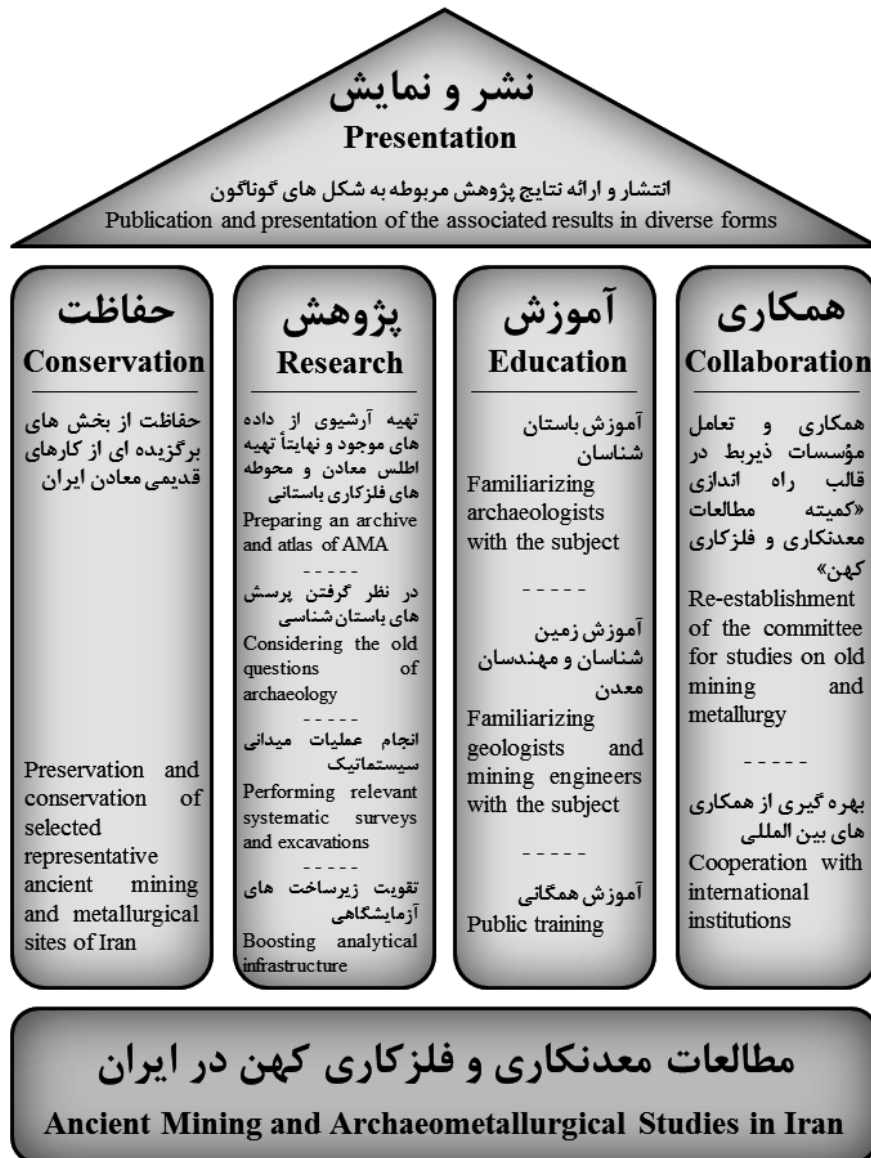 نشر و نمایش
Presentation
انتشار و ارائه نتایج پژوهش مربوطه به شکل های گوناگون
Publication and presentation of the associated results in diverse forms
حفاظت
Conservation
حفاظت از بخش های
برگزیده ای از کارهای
قدیمی معادن ایران
Preservation and
conservation of
selected
representative
ancient mining
and metallurgical
sites of Iran
پژوهش
Research
تهیه آرشیوی از داده
های موجود و نهایتاً تهیه
اطلس معادن و محوطه
های فلزکاری باستانی
Preparing an archive
and atlas of AMA
- - - - -
در نظر گرفتن پرسش
های باستان شناسی
Considering the old
questions of
archaeology
- - - - -
انجام عملیات میدانی
سیستماتیک
Performing relevant
systematic surveys
and excavations
- - - - -
تقویت زیرساخت های
آزمایشگاهی
Boosting analytical
infrastructure
آموزش
Education
آموزش باستان
شناسان
Familiarizing
archaeologists
with the subject
- - - - -
آموزش زمین
شناسان و مهندسان
معدن
Familiarizing
geologists and
mining engineers
with the subject
- - - - -
آموزش همگانی
Public training
همکاری
Collaboration
همکاری و تعامل
مؤسسات ذیربط در
قالب راه اندازی
«کمیته مطالعات
معدنکاری و فلزکاری
کهن»
Re-establishment
of the committee
for studies on old
mining and
metallurgy
- - - - -
بهره گیری از همکاری
های بین المللی
Cooperation with
international
institutions
مطالعات معدنکاری و فلزکاری کهن در ایران
Ancient Mining and Archaeometallurgical Studies in Iran